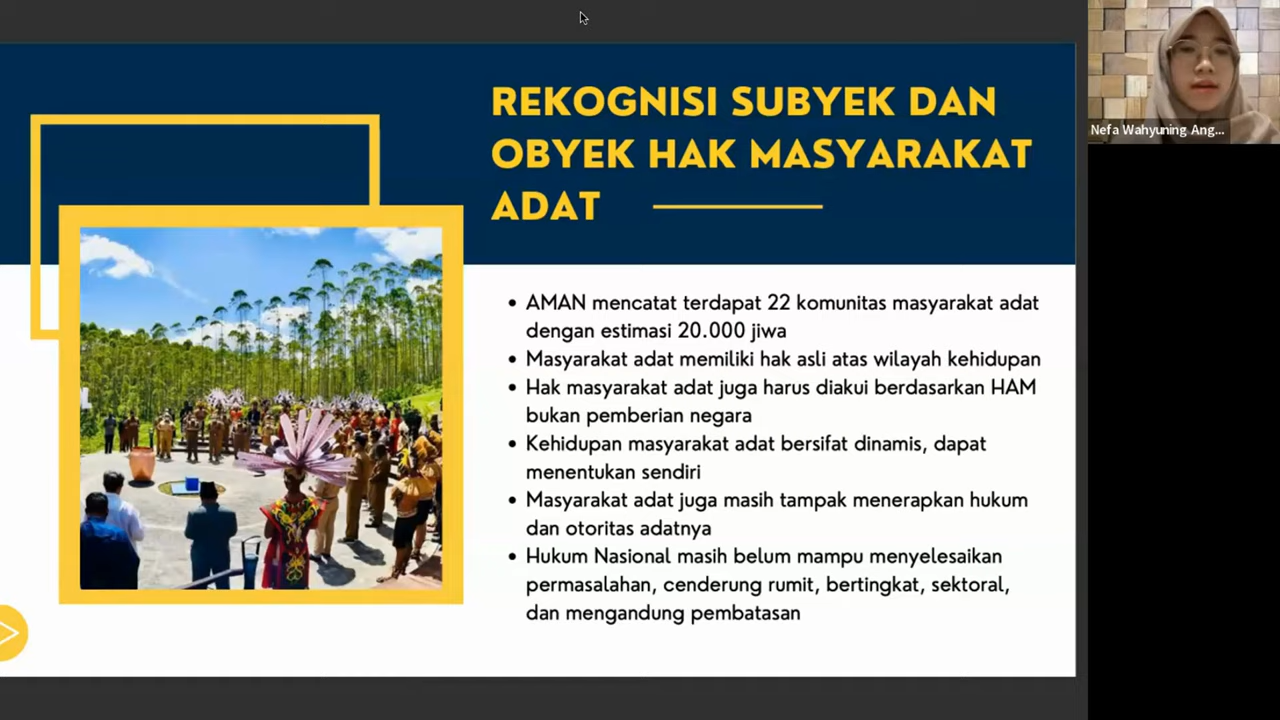 REKOGNISI SUBYEK DAN
OBYEK HAK MASYARAKAT
ADAT
• AMAN mencatat terdapat 22 komunitas masyarakat adat
dengan estimasi 20.000 jiwa
• Masyarakat adat memiliki hak asli atas wilayah kehidupan
• Hak masyarakat adat juga harus diakui berdasarkan HAM
bukan pemberian negara
• Kehidupan masyarakat adat bersifat dinamis, dapat
menentukan sendiri
• Masyarakat adat juga masih tampak menerapkan hukum
dan otoritas adatnya
• Hukum Nasional masih belum mampu menyelesaikan
permasalahan, cenderung rumit, bertingkat, sektoral,
dan mengandung pembatasan
Nefa Wahyuning Ang...